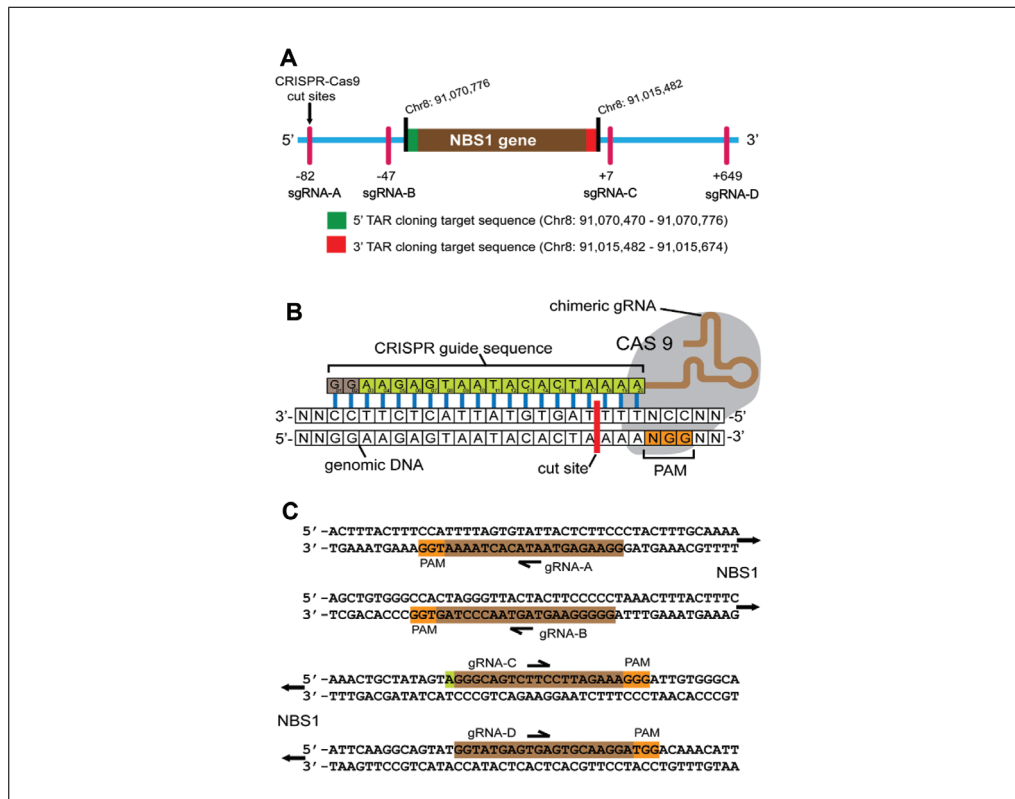 A
CRISPR-Cas9
cut sites
Chr8: 91,070,776
Chr8: 91,015,482
5’ NBS1 gene 3’
-82 -47 +7 +649
sgRNA-A sgRNA-B sgRNA-C sgRNA-D
5’ TAR cloning target sequence (Chr8: 91,070,470 - 91,070,776)
3’ TAR cloning target sequence (Chr8: 91,015,482 - 91,015,674)
B
chimeric gRNA
CAS 9
CRISPR guide sequence
GGAAGAGTAATACACTAAAA
3’-NNCCTTCTCATTATGTGATTTTNCCNN-5’
5’-NNGGAAGAGTAATACACTAAAANGGNN-3’
genomic DNA cut site PAM
C
5’-ACTTTACTTTCCATTTTAGTGTATTACTCTTCCCTACTTTGCAAAA
3’-TGAAATGAAAGGTAAAATCACATAATGAGAAGGGATGAAACGTTTT
PAM gRNA-A
NBS1
5’-AGCTGTGGGCCACTAGGGTTACTACTTCCCCCTAAACTTTACTTTC
3’-TCGACACCCGGTGATCCCAATGATGAAGGGGGATTTGAAATGAAAG
PAM gRNA-B
gRNA-C PAM
5’-AAACTGCTATAGTAGGGCAGTCTTCCTTAGAAAGGGATTGTGGGCA
3’-TTTGACGATATCATCCCGTCAGAAGGAATCTTTCCCTAACACCCGT
NBS1
gRNA-D PAM
5’-ATTCAAGGCAGTATGGTATGAGTGAGTGCAAGGATGGACAAACATT
3’-TAAGTTCCGTCATACCATACTCACTCACGTTCCTACCTGTTTGTAA